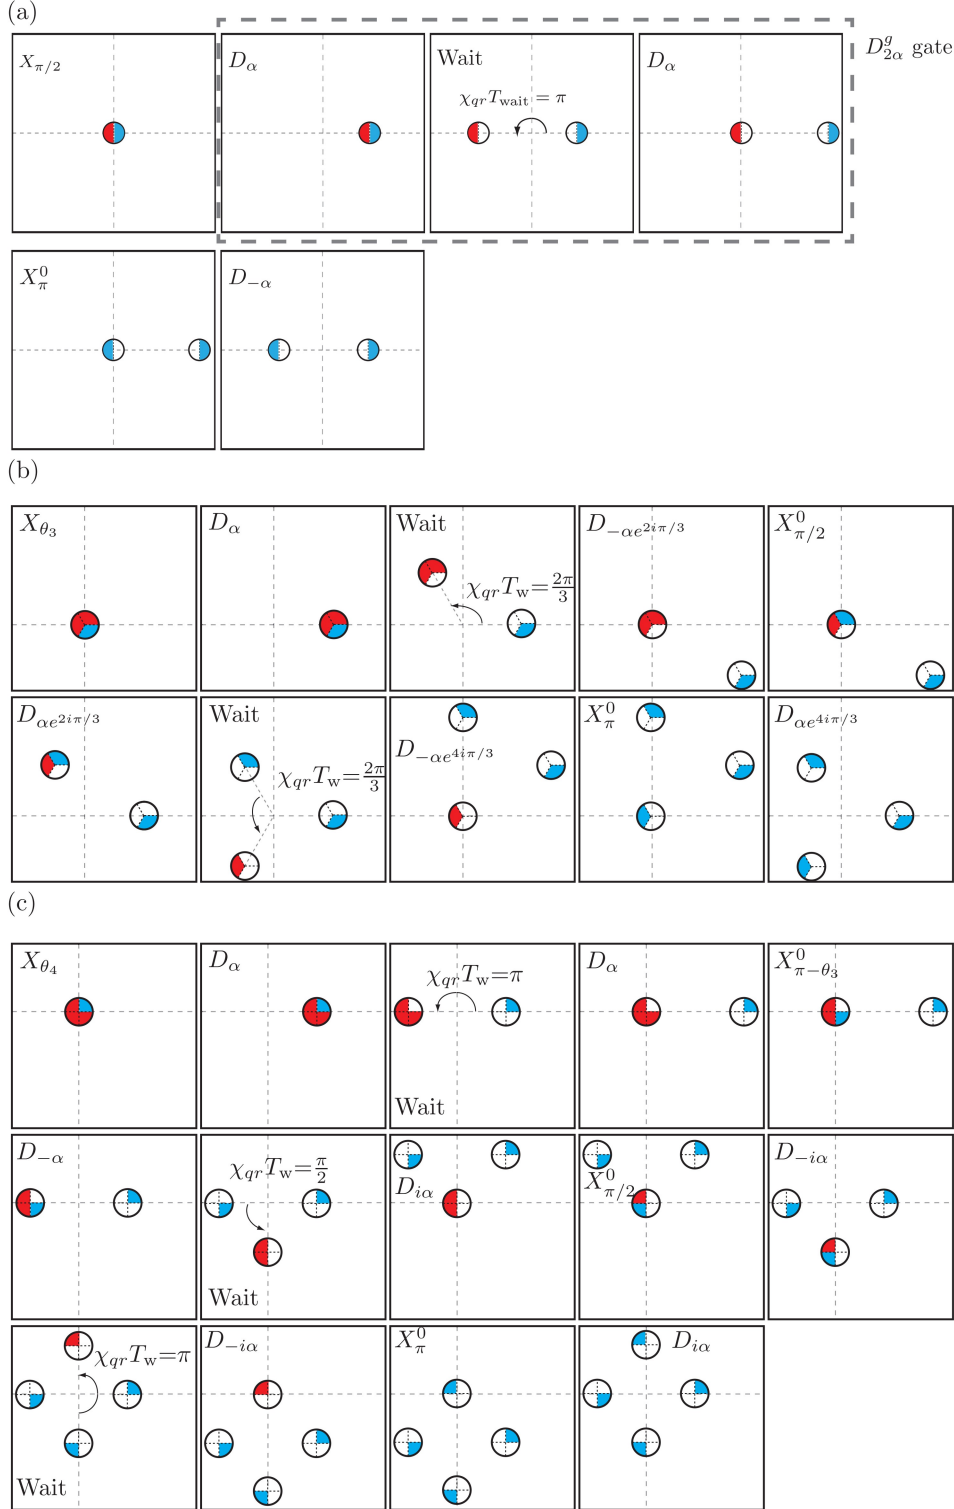 (a)
X_{π/2}
D_α
Wait
χ_{qr}T_{wait} = π
D_α
D^g_{2α} gate
X^0_π
D_{-α}
(b)
X_{θ_3}
D_α
Wait
χ_{qr}T_w = \frac{2π}{3}
D_{-αe^{2iπ/3}}
X^0_{π/2}
D_{αe^{2iπ/3}}
Wait
χ_{qr}T_w = \frac{2π}{3}
D_{-αe^{4iπ/3}}
X^0_π
D_{αe^{4iπ/3}}
(c)
X_{θ_4}
D_α
χ_{qr}T_w = π
Wait
D_α
X^0_{π-θ_3}
D_{-α}
χ_{qr}T_w = \frac{π}{2}
Wait
D_{iα}
X^0_{π/2}
D_{-iα}
χ_{qr}T_w = π
Wait
D_{-iα}
X^0_π
D_{iα}